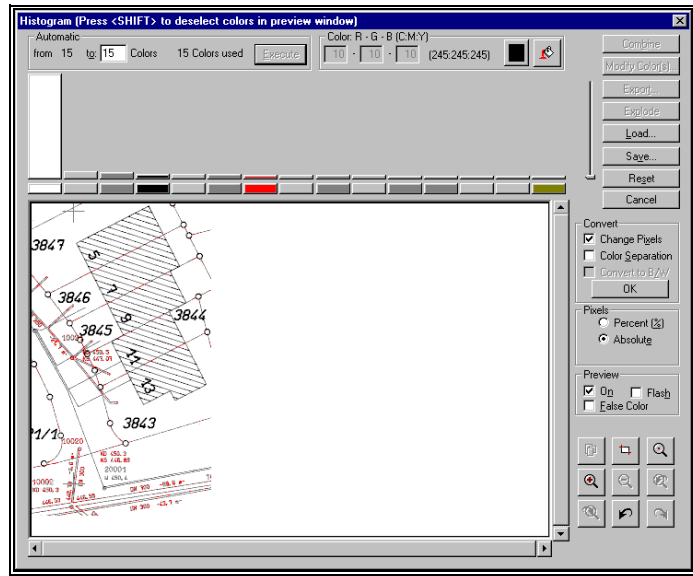 Histogram (Press <SHIFT> to deselect colors in preview window)
Automatic
from 15 to: 15 Colors 15 Colors used Execute
Color: R - G - B (C:M:Y)
10 - 10 - 10 (245:245:245)
Combine
Modify Color(s)...
Export...
Explode
Load...
Save...
Reset
Cancel
Convert
Change Pixels
Color Separation
Convert to B/W
OK
Pixels
Percent (%)
Absolute
Preview
On Flash
False Color
3847
5
7
3846
9
3844
3845
11
13
3843
10020
20001
10002